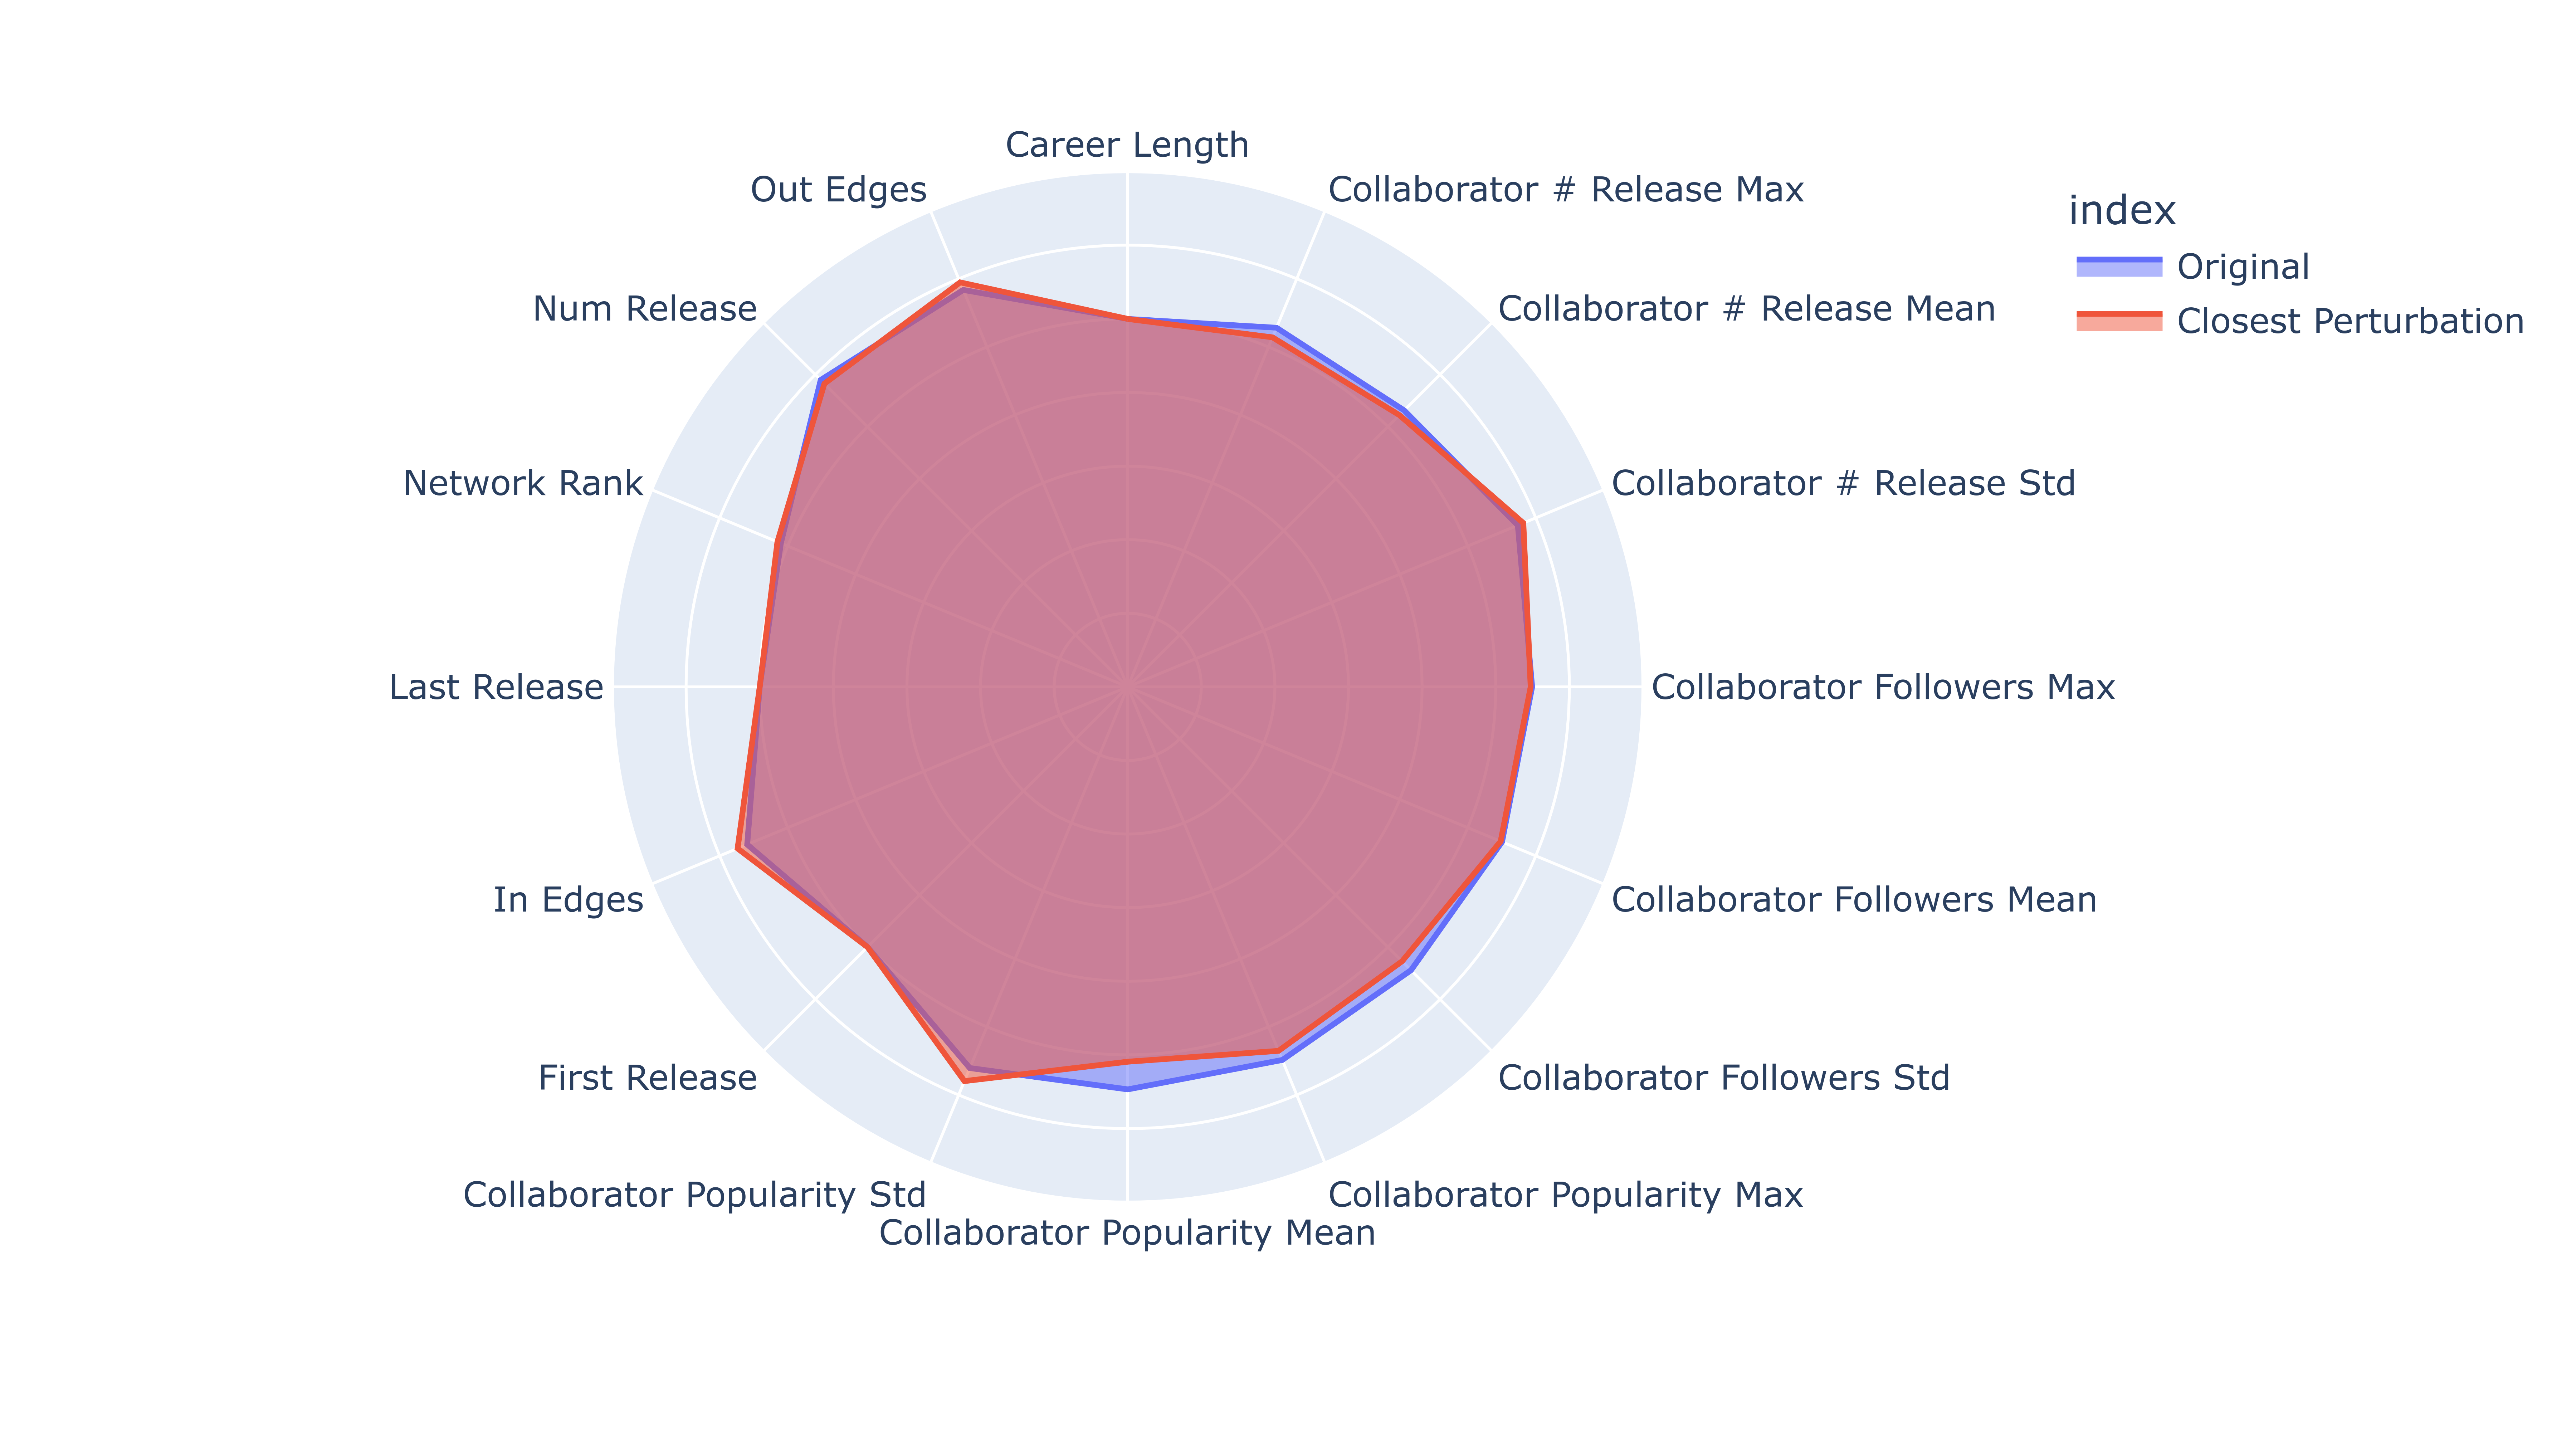 Career Length
Out Edges
Collaborator # Release Max
index
Original
Closest Perturbation
Num Release
Collaborator # Release Mean
Network Rank
Collaborator # Release Std
Last Release
Collaborator Followers Max
In Edges
Collaborator Followers Mean
First Release
Collaborator Followers Std
Collaborator Popularity Std
Collaborator Popularity Max
Collaborator Popularity Mean